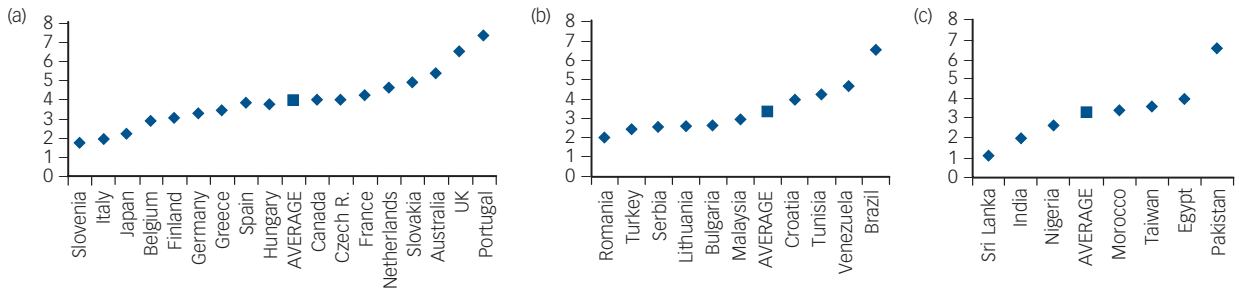 (a)
8
7
6
5
4
3
2
1
0
Slovenia
Italy
Japan
Belgium
Finland
Germany
Greece
Spain
Hungary
AVERAGE
Canada
Czech R.
France
Netherlands
Slovakia
Australia
UK
Portugal
(b)
8
7
6
5
4
3
2
1
0
Romania
Turkey
Serbia
Lithuania
Bulgaria
Malaysia
AVERAGE
Croatia
Tunisia
Venezuela
Brazil
(c)
8
7
6
5
4
3
2
1
0
Sri Lanka
India
Nigeria
AVERAGE
Morocco
Taiwan
Egypt
Pakistan